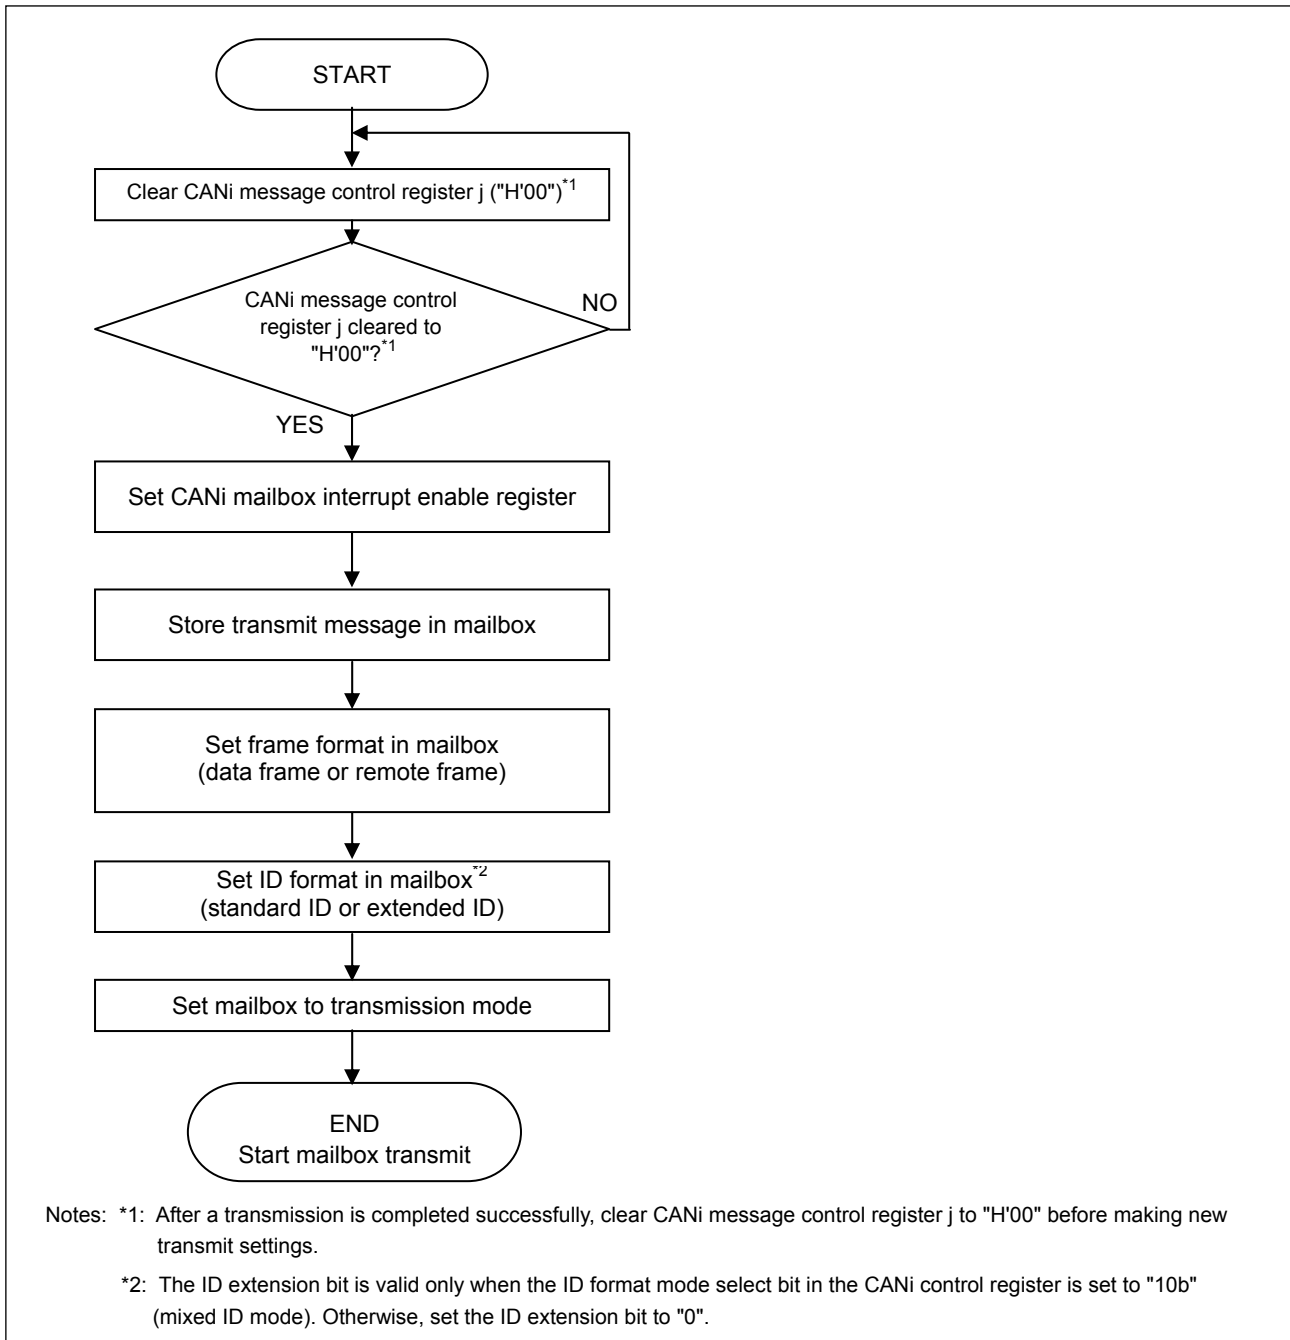 START
Clear CANi message control register j ("H'00")*1
CANi message control
register j cleared to
"H'00"?*1
NO
YES
Set CANi mailbox interrupt enable register
Store transmit message in mailbox
Set frame format in mailbox
(data frame or remote frame)
Set ID format in mailbox*2
(standard ID or extended ID)
Set mailbox to transmission mode
END
Start mailbox transmit
Notes: *1: After a transmission is completed successfully, clear CANi message control register j to "H'00" before making new
transmit settings.
*2: The ID extension bit is valid only when the ID format mode select bit in the CANi control register is set to "10b"
(mixed ID mode). Otherwise, set the ID extension bit to "0".